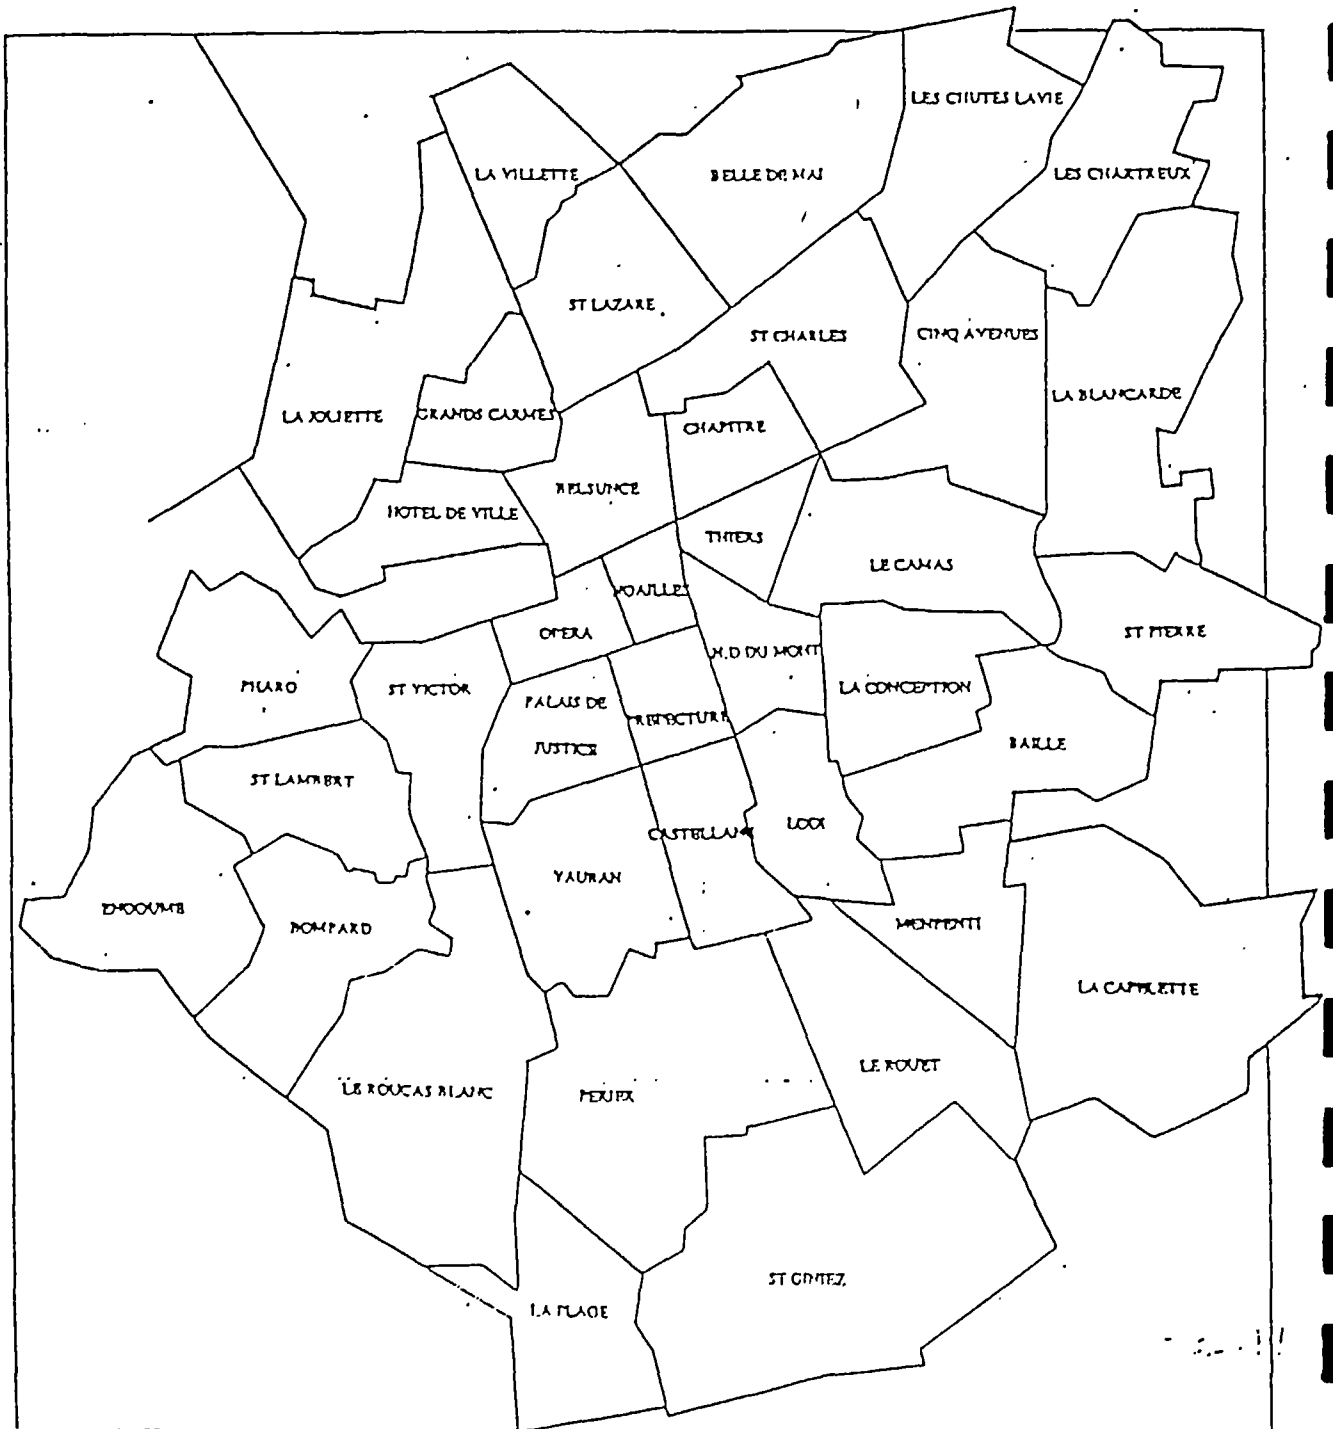 LES CHUTES LAVIE
LA VILLETTE
BELLE DE MAI
LES CHARTREUX
ST LAZARE
ST CHARLES
CINQ AVENUES
LA BLANCARDE
LA JOLIETTE
GRANDS CARMES
CHAPITRE
BELSUNCE
HOTEL DE VILLE
THIERS
LE CAMAS
NOAILLES
OPERA
ST PIERRE
N.D DU MONT
PHARO
ST VICTOR
LA CONCEPTION
PALAIS DE
JUSTICE
PREFECTURE
BAILLE
ST LAMBERT
CASTELLANE
LODI
VAUBAN
ENDOUME
BOMPARD
MENPENTI
LA CAPELETTE
LE ROUET
LE ROUCAS BLANC
PERIER
ST GINIEZ
LA PLAGE